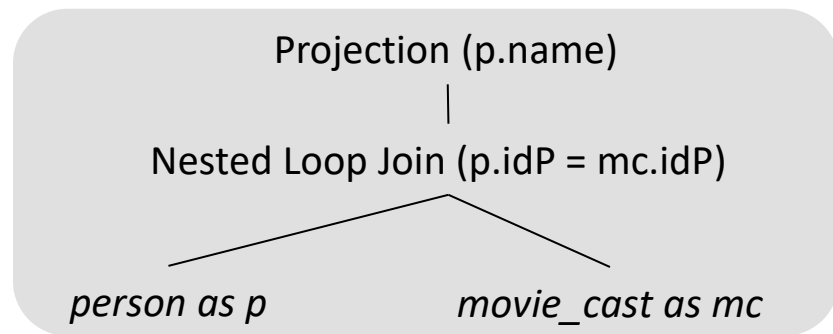 Projection (p.name)
Nested Loop Join (p.idP = mc.idP)
person as p movie_cast as mc